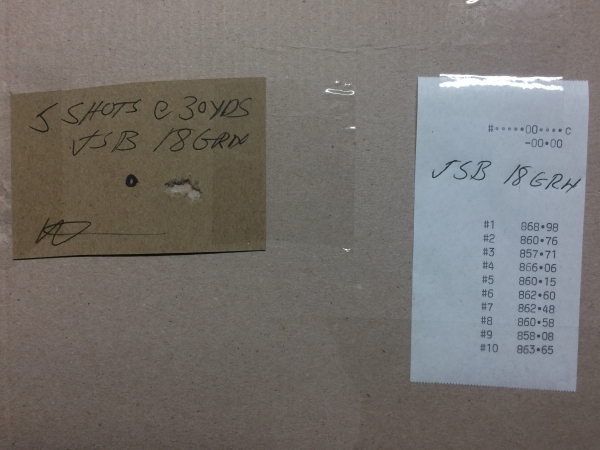 5 SHOTS @ 30YDS
JSB 18GRN
#•••••00••••C
-00•00
JSB 18GRN
#1 868•98
#2 860•76
#3 857•71
#4 866•06
#5 860•15
#6 862•60
#7 862•48
#8 860•58
#9 858•08
#10 863•65